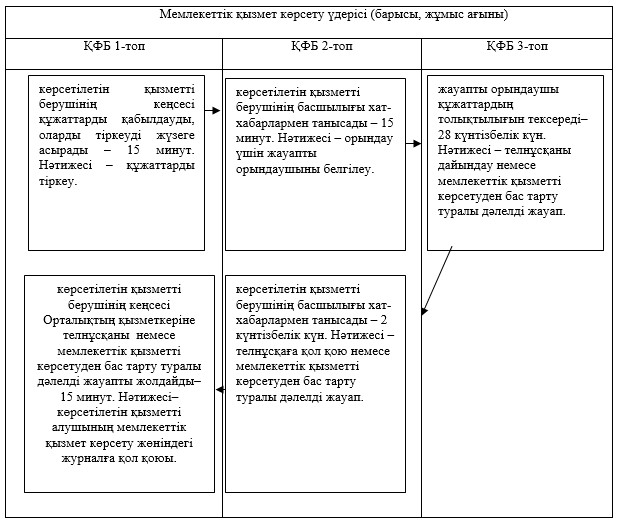 Мемлекеттік қызмет көрсету үдерісі (барысы, жұмыс ағыны)
ҚФБ 1-топ
ҚФБ 2-топ
ҚФБ 3-топ
көрсетілетін қызметті
берушінің кеңсесі
құжаттарды қабылдауды,
оларды тіркеуді жүзеге
асырады – 15 минут.
Нәтижесі – құжаттарды
тіркеу.
көрсетілетін қызметті
берушінің басшылығы хат-
хабарлармен танысады – 15
минут. Нәтижесі – орындау
үшін жауапты
орындаушыны белгілеу.
жауапты орындаушы
құжаттардың
толықтылығын тексереді–
28 күнтізбелік күн.
Нәтижесі – телнұсқаны
дайындау немесе
мемлекеттік қызметті
көрсетуден бас тарту
туралы дәлелді жауап.
көрсетілетін қызметті
берушінің кеңсесі
Орталықтың қызметкеріне
телнұсқаны немесе
мемлекеттік қызметті
көрсетуден бас тарту туралы
дәлелді жауапты жолдайды–
15 минут. Нәтижесі–
көрсетілетін қызметті
алушының мемлекеттік
қызмет көрсету жөніндегі
журналға қол қоюы.
көрсетілетін қызметті
берушінің басшылығы хат-
хабарлармен танысады – 2
күнтізбелік күн. Нәтижесі –
телнұсқаға қол қою немесе
мемлекеттік қызметті
көрсетуден бас тарту
туралы дәлелді жауап.